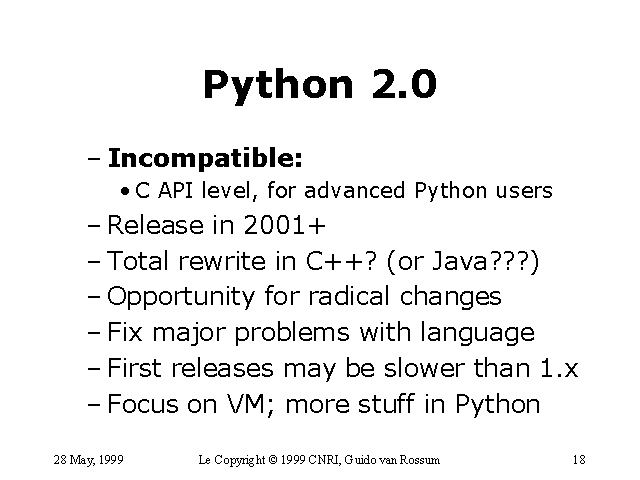 Python 2.0
– Incompatible:
• C API level, for advanced Python users
– Release in 2001+
– Total rewrite in C++? (or Java???)
– Opportunity for radical changes
– Fix major problems with language
– First releases may be slower than 1.x
– Focus on VM; more stuff in Python
28 May, 1999 Le Copyright © 1999 CNRI, Guido van Rossum 18